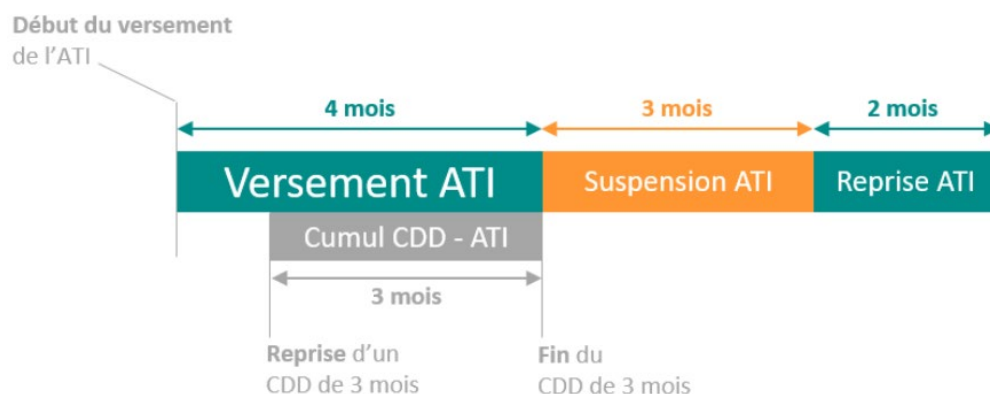 Début du versement
de l'ATI
4 mois
3 mois
2 mois
Versement ATI
Suspension ATI
Reprise ATI
Cumul CDD - ATI
3 mois
Reprise d'un
CDD de 3 mois
Fin du
CDD de 3 mois